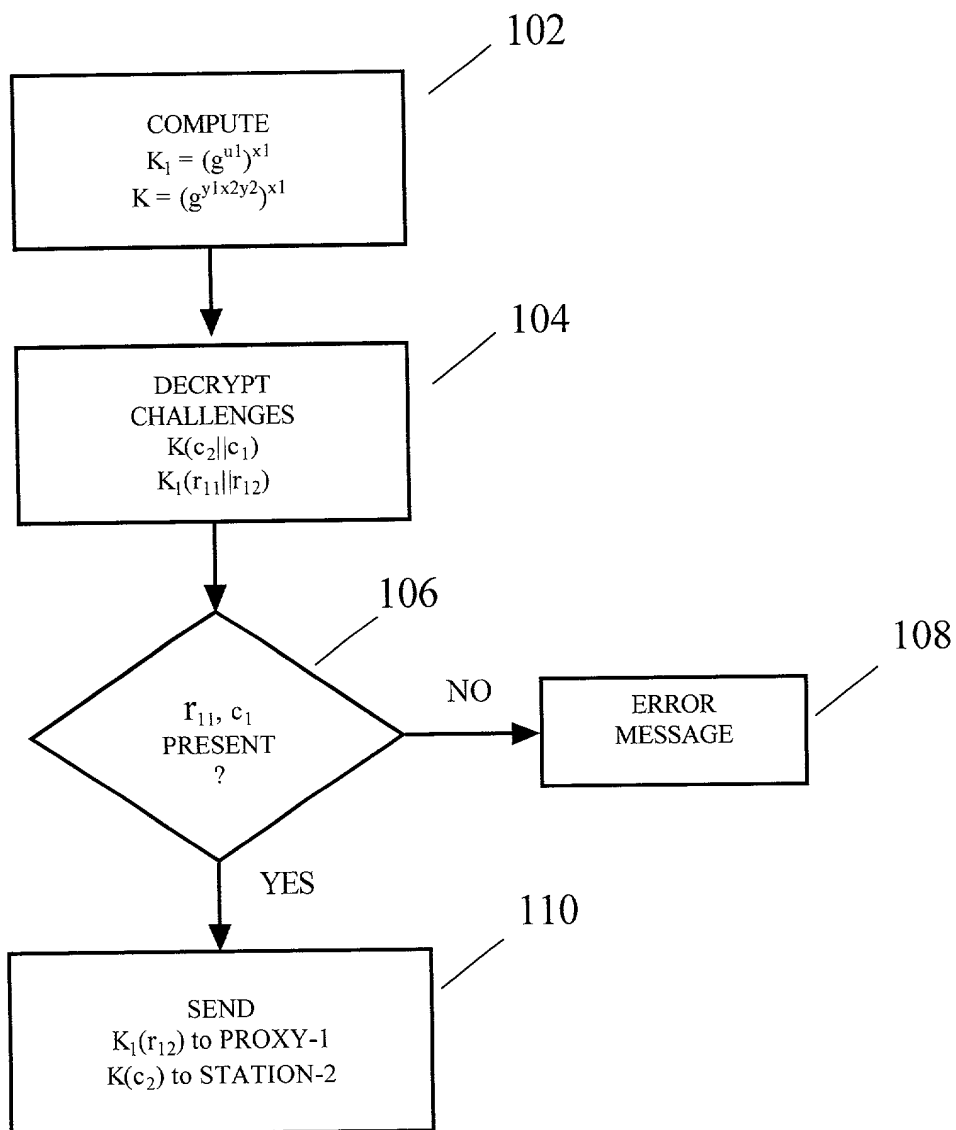 102
COMPUTE
K₁ = (g^{u1})^{x1}
K = (g^{y1x2y2})^{x1}
104
DECRYPT
CHALLENGES
K(c₂||c₁)
K₁(r₁₁||r₁₂)
106
r₁₁, c₁
PRESENT
?
NO
108
ERROR
MESSAGE
YES
110
SEND
K₁(r₁₂) to PROXY-1
K(c₂) to STATION-2